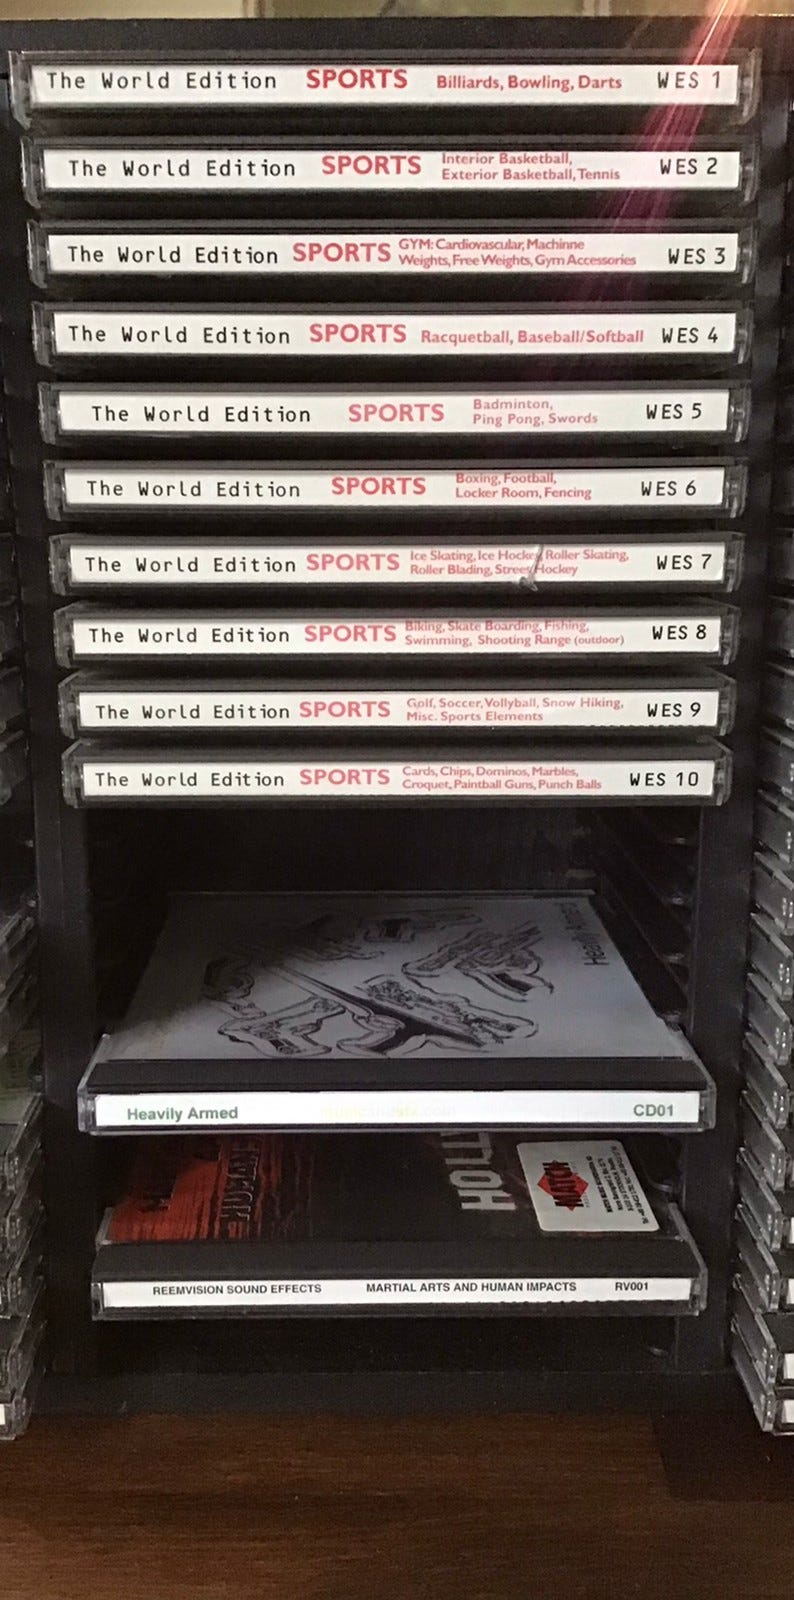 The World Edition SPORTS Billiards, Bowling, Darts WES 1
The World Edition SPORTS Interior Basketball,
Exterior Basketball, Tennis WES 2
The World Edition SPORTS GYM: Cardiovascular, Machinne
Weights, Free Weights, Gym Accessories WES 3
The World Edition SPORTS Racquetball, Baseball/Softball WES 4
The World Edition SPORTS Badminton,
Ping Pong, Swords WES 5
The World Edition SPORTS Boxing, Football,
Locker Room, Fencing WES 6
The World Edition SPORTS Ice Skating, Ice Hockey, Roller Skating,
Roller Blading, Street Hockey WES 7
The World Edition SPORTS Biking, Skate Boarding, Fishing,
Swimming, Shooting Range (outdoor) WES 8
The World Edition SPORTS Golf, Soccer, Vollyball, Snow Hiking,
Misc. Sports Elements WES 9
The World Edition SPORTS Cards, Chips, Dominos, Marbles,
Croquet, Paintball Guns, Punch Balls WES 10
Heavily Armed
Heavily Armed CD01
HOLL
REEMVISION SOUND EFFECTS MARTIAL ARTS AND HUMAN IMPACTS RV001